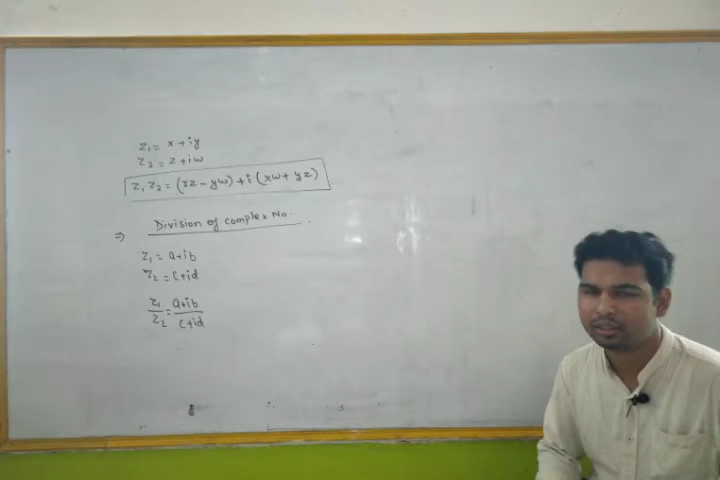 z₁ = x + iy
z₂ = z + iw
z₁ z₂ = (xz - yw) + i (xw + yz)
⇒ Division of complex No.
z₁ = a+ib
z₂ = c+id
z₁/z₂ = a+ib/c+id